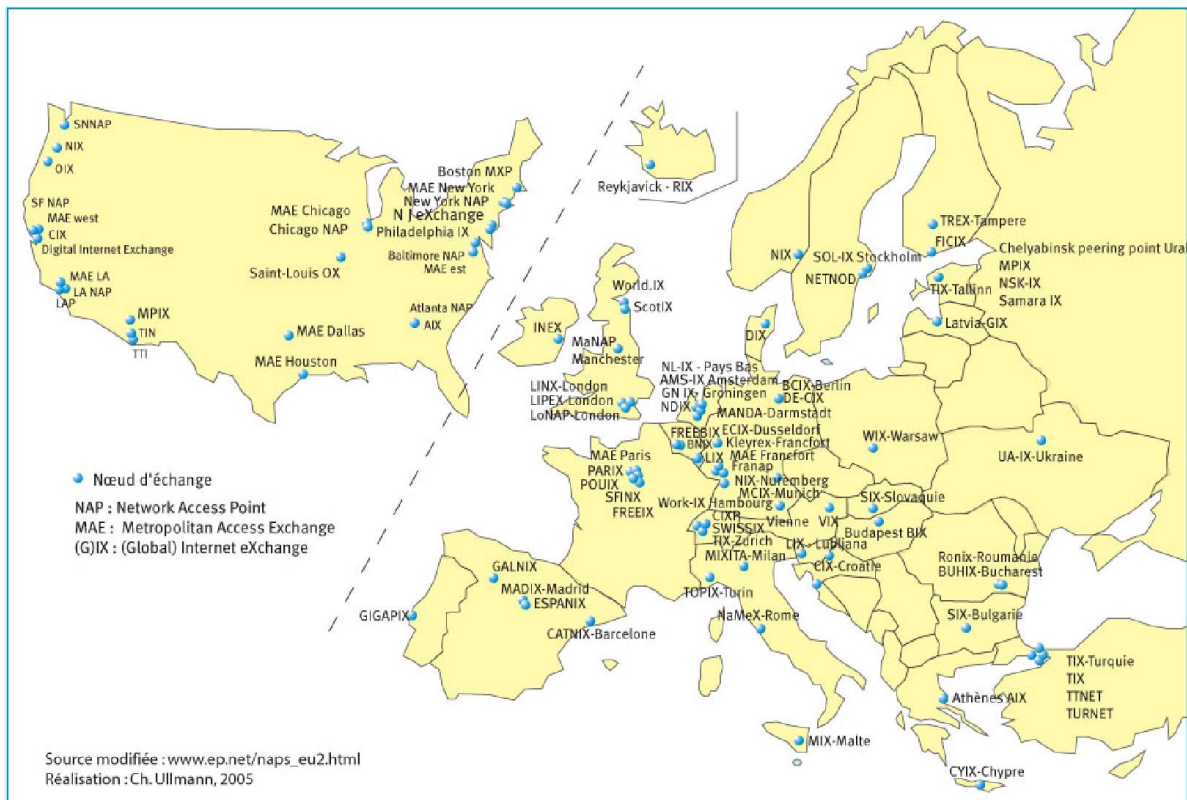 SNNAP
NIX
OIX
SF NAP
MAE west
CIX
Digital Internet Exchange
MAE LA
LA NAP
LAP
MPIX
TIN
TTI
MAE Chicago
Chicago NAP
Saint-Louis OX
MAE Dallas
MAE Houston
Boston MXP
MAE New York
New York NAP
N J eXchange
Philadelphia IX
Baltimore NAP
MAE est
Atlanta NAP
AIX
Reykjavick - RIX
World.IX
ScotIX
INEX
MaNAP
Manchester
LINX-London
LIPEX-London
LoNAP-London
NIX
SOL-IX Stockholm
NETNOD
TREX-Tampere
FICIX
TIX-Tallinn
Latvia-GIX
Chelyabinsk peering point Ural
MPIX
NSK-IX
Samara IX
DIX
NL-IX - Pays Bas
AMS-IX Amsterdam
GN IX- Groningen
NDIX
BCIX-Berlin
DE-CIX
MANDA-Darmstadt
FREEBIX
BNIX
LIX
ECIX-Dusseldorf
Kleyrex-Francfort
MAE Francfort
Franap
NIX-Nuremberg
MCIX-Munich
Work-IX Hambourg
WIX-Warsaw
UA-IX-Ukraine
MAE Paris
PARIX
POUIX
SFINX
FREEIX
CIXP
SWISSIX
TIX-Zurich
Vienne
VIX
SIX-Slovaquie
Budapest BIX
MIXITA-Milan
LIX - Lubljana
CIX-Croatie
TOPIX-Turin
NaMeX-Rome
Ronix-Roumanie
BUHIX-Bucharest
SIX-Bulgarie
GALNIX
MADIX-Madrid
ESPANIX
GIGAPIX
CATNIX-Barcelone
TIX-Turquie
TIX
TTNET
TURNET
Athènes AIX
MIX-Malte
CYIX-Chypre
Nœud d'échange
NAP : Network Access Point
MAE : Metropolitan Access Exchange
(G)IX : (Global) Internet eXchange
Source modifiée : www.ep.net/naps_eu2.html
Réalisation : Ch. Ullmann, 2005